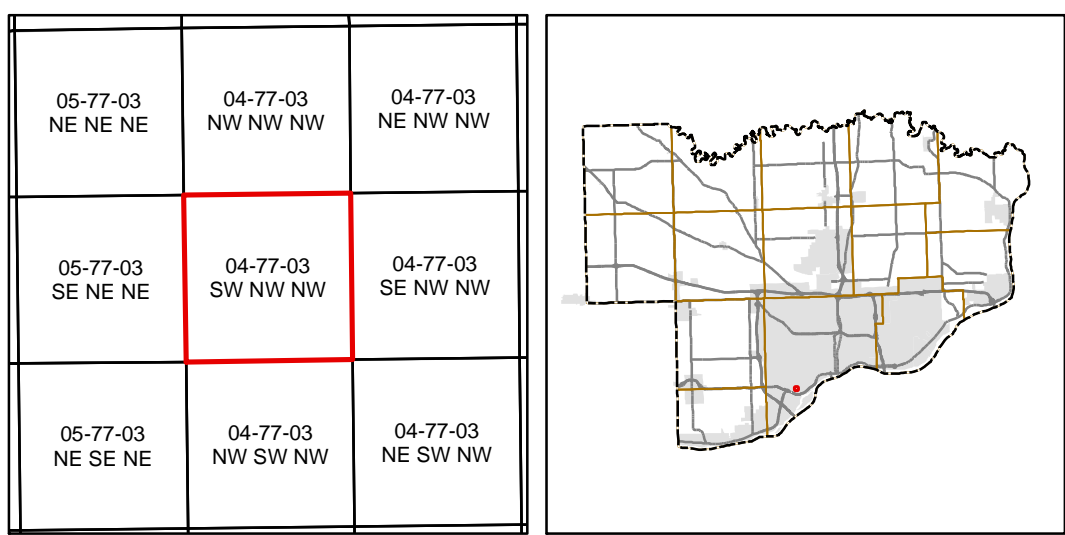 05-77-03
NE NE NE
04-77-03
NW NW NW
04-77-03
NE NW NW
05-77-03
SE NE NE
04-77-03
SW NW NW
04-77-03
SE NW NW
05-77-03
NE SE NE
04-77-03
NW SW NW
04-77-03
NE SW NW